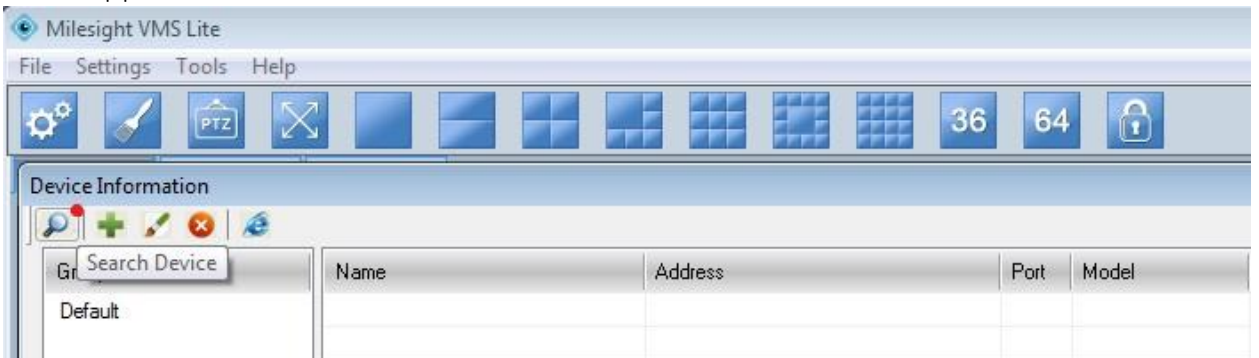 Milesight VMS Lite
File Settings Tools Help
PTZ 36 64
Device Information
Search Device
Name Address Port Model
Default